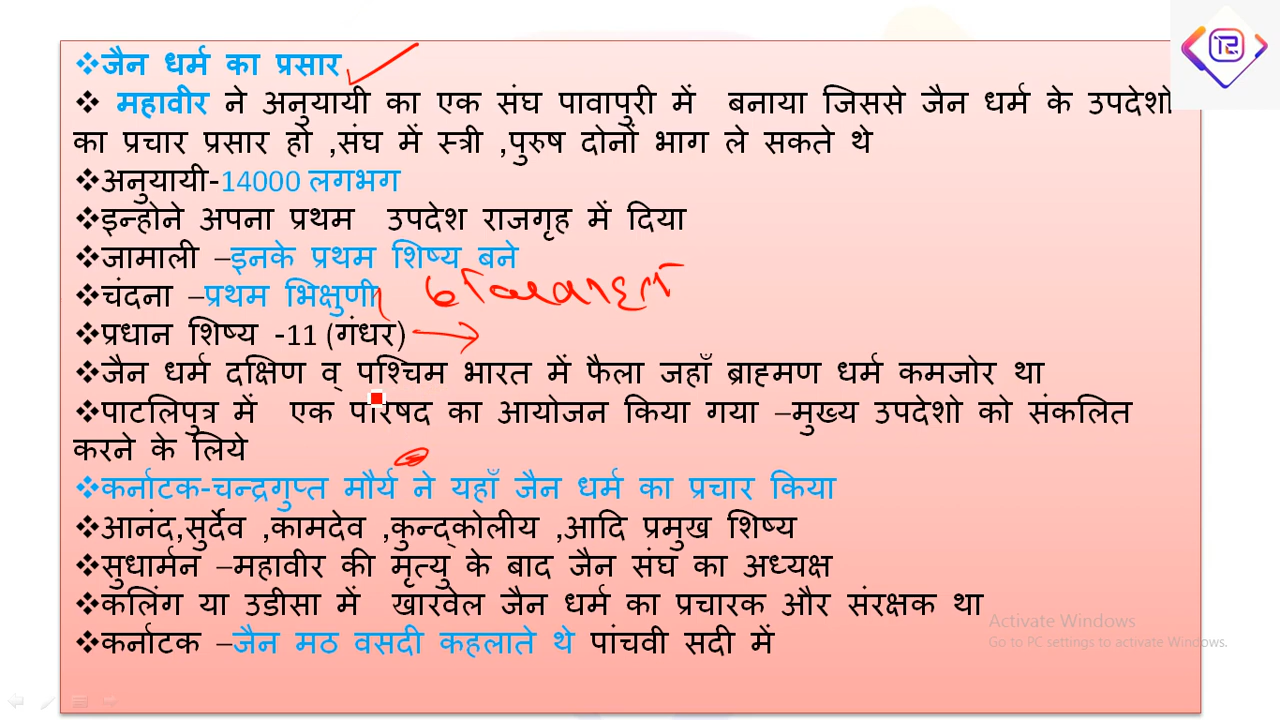 ❖जैन धर्म का प्रसार
❖ महावीर ने अनुयायी का एक संघ पावापुरी में बनाया जिससे जैन धर्म के उपदेशो
का प्रचार प्रसार हो ,संघ में स्त्री ,पुरुष दोनों भाग ले सकते थे
❖अनुयायी-14000 लगभग
❖इन्होने अपना प्रथम उपदेश राजगृह में दिया
❖जामाली –इनके प्रथम शिष्य बने
❖चंदना –प्रथम भिक्षुणी
❖प्रधान शिष्य -11 (गंधर)
❖जैन धर्म दक्षिण व् पश्चिम भारत में फैला जहाँ ब्राह्मण धर्म कमजोर था
❖पाटलिपुत्र में एक परिषद का आयोजन किया गया –मुख्य उपदेशो को संकलित
करने के लिये
❖कर्नाटक-चन्द्रगुप्त मौर्य ने यहाँ जैन धर्म का प्रचार किया
❖आनंद,सुर्देव ,कामदेव ,कुन्द्कोलीय ,आदि प्रमुख शिष्य
❖सुधार्मन –महावीर की मृत्यु के बाद जैन संघ का अध्यक्ष
❖कलिंग या उडीसा में खारवेल जैन धर्म का प्रचारक और संरक्षक था
❖कर्नाटक –जैन मठ वसदी कहलाते थे पांचवी सदी में
Activate Windows
Go to PC settings to activate Windows.